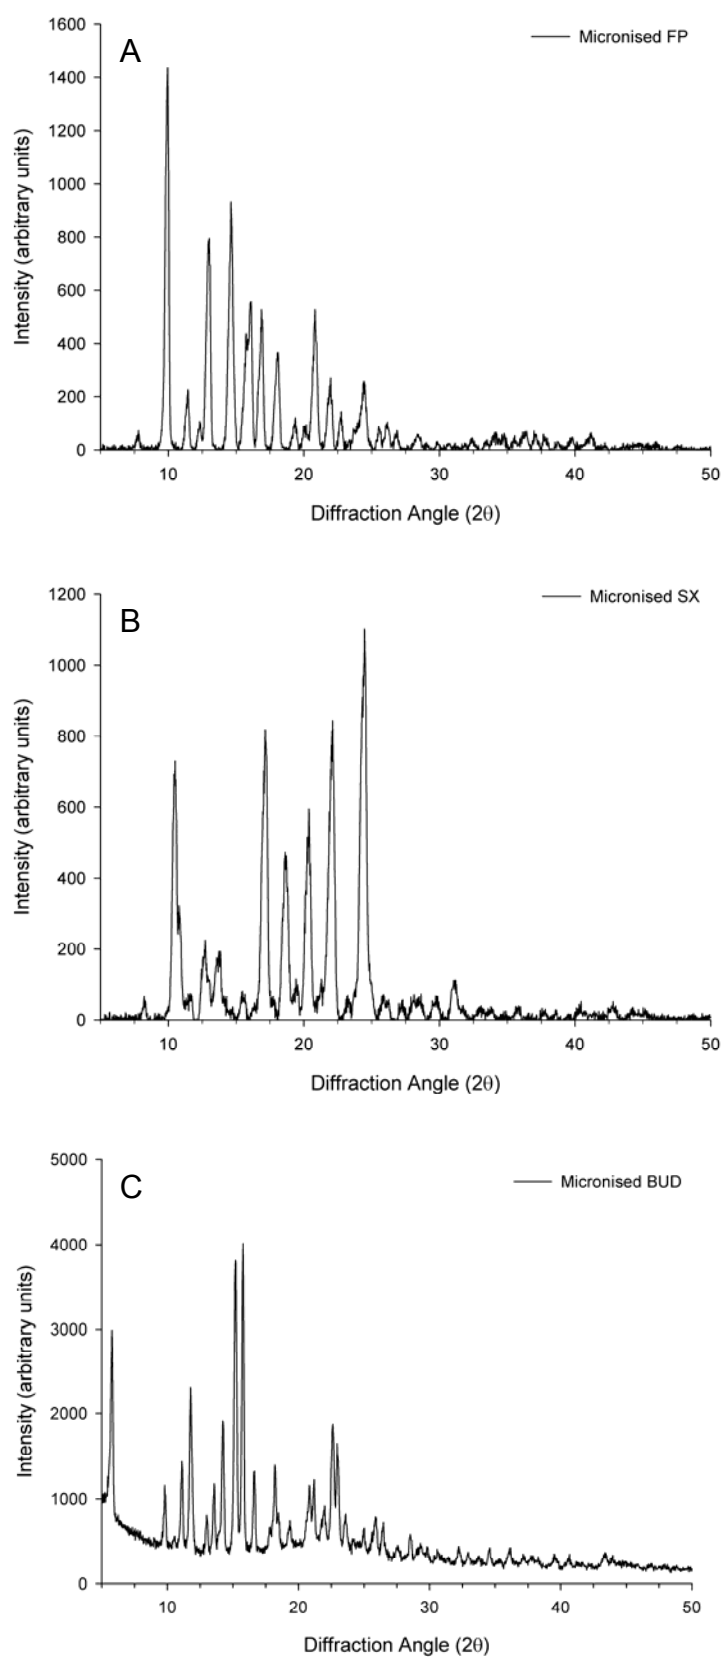 1600
A
Micronised FP
1400
1200
1000
800
600
400
200
0
Intensity (arbitrary units)
10 20 30 40 50
Diffraction Angle (2θ)
1200
B
Micronised SX
1000
800
600
400
200
0
Intensity (arbitrary units)
10 20 30 40 50
Diffraction Angle (2θ)
5000
C
Micronised BUD
4000
3000
2000
1000
0
Intensity (arbitrary units)
10 20 30 40 50
Diffraction Angle (2θ)